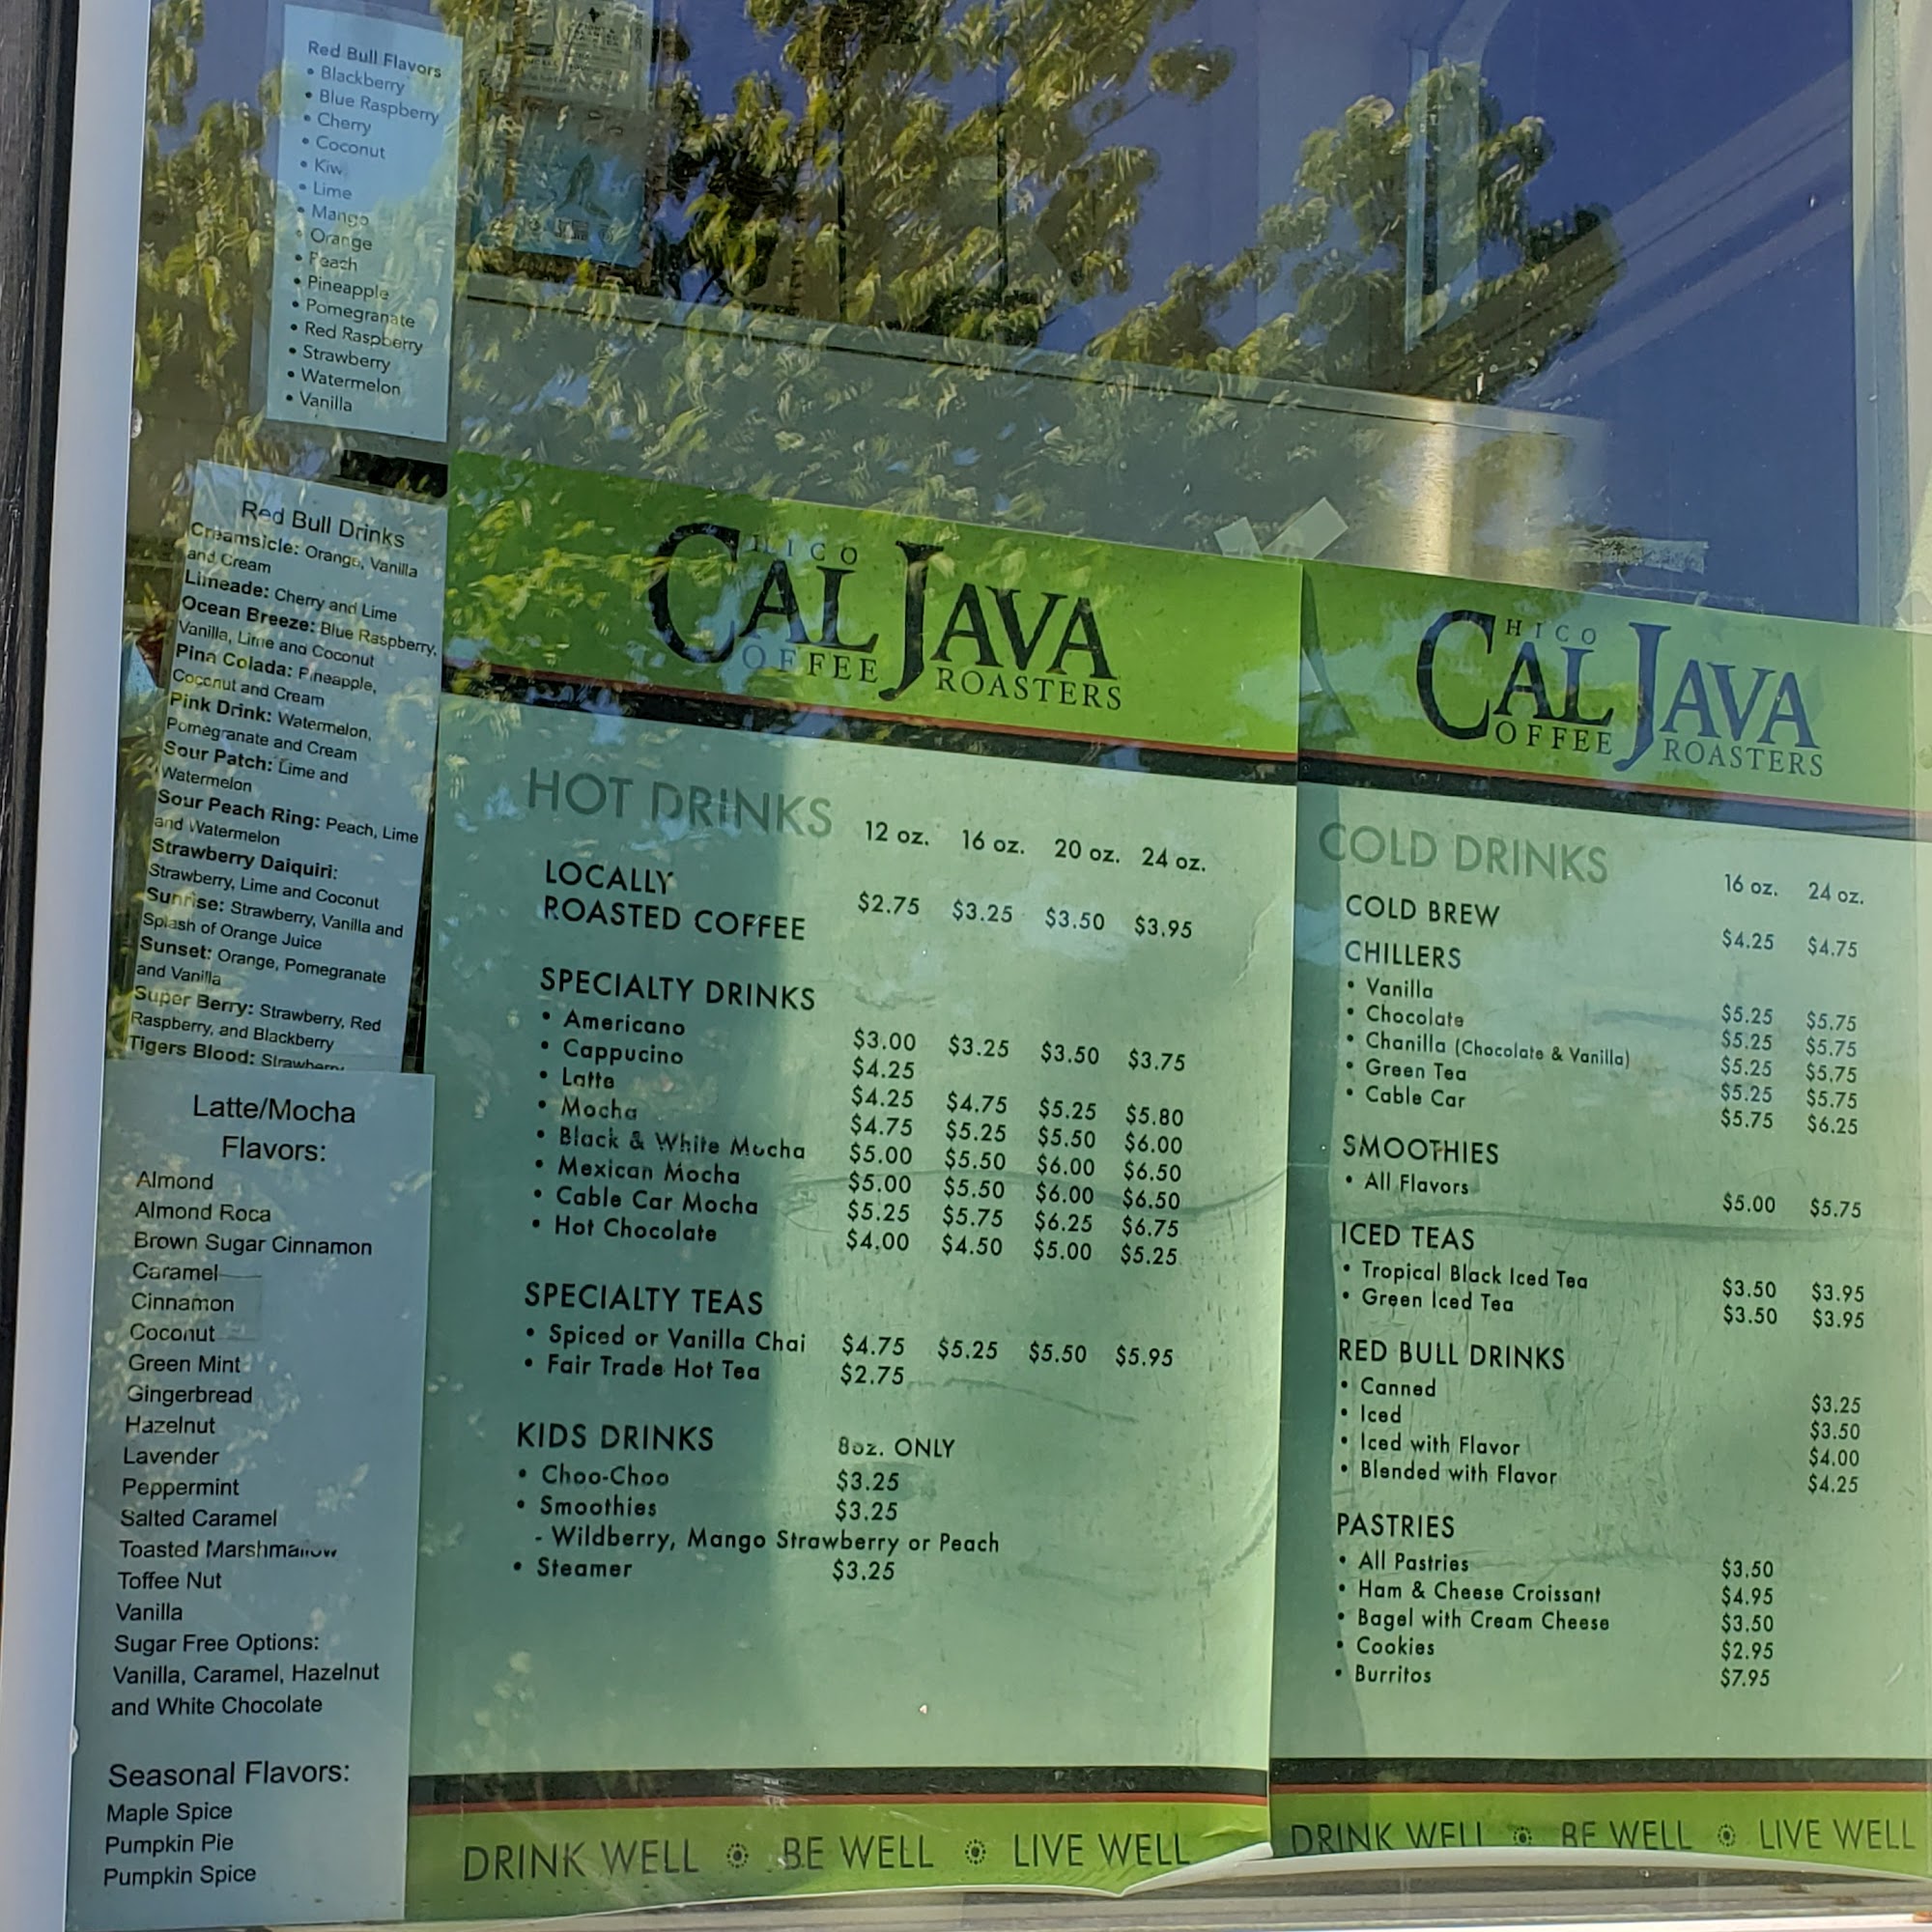 Red Bull Flavors
• Blackberry
• Blue Raspberry
• Cherry
• Coconut
• Kiwi
• Lime
• Mango
• Orange
• Peach
• Pineapple
• Pomegranate
• Red Raspberry
• Strawberry
• Watermelon
• Vanilla
Red Bull Drinks
Creamsicle: Orange, Vanilla
and Cream
Limeade: Cherry and Lime
Ocean Breeze: Blue Raspberry,
Vanilla, Lime and Coconut
Pina Colada: Pineapple,
Coconut and Cream
Pink Drink: Watermelon,
Pomegranate and Cream
Sour Patch: Lime and
Watermelon
Sour Peach Ring: Peach, Lime
and Watermelon
Strawberry Daiquiri:
Strawberry, Lime and Coconut
Sunrise: Strawberry, Vanilla and
Splash of Orange Juice
Sunset: Orange, Pomegranate
and Vanilla
Super Berry: Strawberry, Red
Raspberry, and Blackberry
Tigers Blood: Strawberry,
Latte/Mocha
Flavors:
Almond
Almond Roca
Brown Sugar Cinnamon
Caramel
Cinnamon
Coconut
Green Mint
Gingerbread
Hazelnut
Lavender
Peppermint
Salted Caramel
Toasted Marshmallow
Toffee Nut
Vanilla
Sugar Free Options:
Vanilla, Caramel, Hazelnut
and White Chocolate
Seasonal Flavors:
Maple Spice
Pumpkin Pie
Pumpkin Spice
CHICO
CAL JAVA
COFFEE ROASTERS
HOT DRINKS 12 oz. 16 oz. 20 oz. 24 oz.
LOCALLY
ROASTED COFFEE $2.75 $3.25 $3.50 $3.95
SPECIALTY DRINKS
• Americano $3.00 $3.25 $3.50 $3.75
• Cappucino $4.25
• Latte $4.25 $4.75 $5.25 $5.80
• Mocha $4.75 $5.25 $5.50 $6.00
• Black & White Mocha $5.00 $5.50 $6.00 $6.50
• Mexican Mocha $5.00 $5.50 $6.00 $6.50
• Cable Car Mocha $5.25 $5.75 $6.25 $6.75
• Hot Chocolate $4.00 $4.50 $5.00 $5.25
SPECIALTY TEAS
• Spiced or Vanilla Chai $4.75 $5.25 $5.50 $5.95
• Fair Trade Hot Tea $2.75
KIDS DRINKS 8oz. ONLY
• Choo-Choo $3.25
• Smoothies $3.25
- Wildberry, Mango Strawberry or Peach
• Steamer $3.25
DRINK WELL BE WELL LIVE WELL
CHICO
CAL JAVA
COFFEE ROASTERS
COLD DRINKS 16 oz. 24 oz.
COLD BREW $4.25 $4.75
CHILLERS
• Vanilla $5.25 $5.75
• Chocolate $5.25 $5.75
• Chanilla (Chocolate & Vanilla) $5.25 $5.75
• Green Tea $5.25 $5.75
• Cable Car $5.75 $6.25
SMOOTHIES
• All Flavors $5.00 $5.75
ICED TEAS
• Tropical Black Iced Tea $3.50 $3.95
• Green Iced Tea $3.50 $3.95
RED BULL DRINKS
• Canned $3.25
• Iced $3.50
• Iced with Flavor $4.00
• Blended with Flavor $4.25
PASTRIES
• All Pastries $3.50
• Ham & Cheese Croissant $4.95
• Bagel with Cream Cheese $3.50
• Cookies $2.95
• Burritos $7.95
DRINK WELL BE WELL LIVE WELL